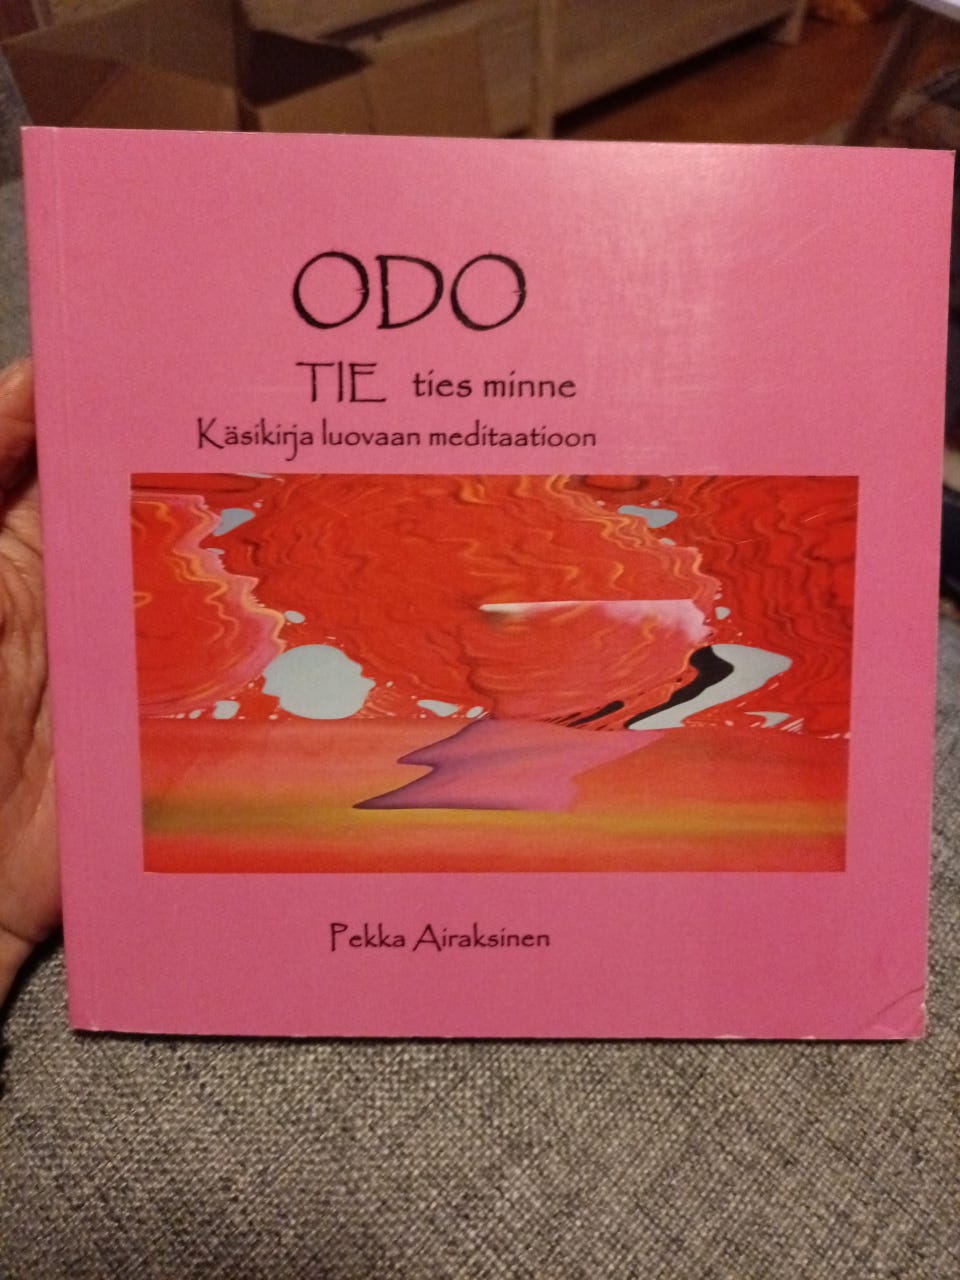 ODO
TIE ties minne
Käsikirja luovaan meditaatioon
Pekka Airaksinen